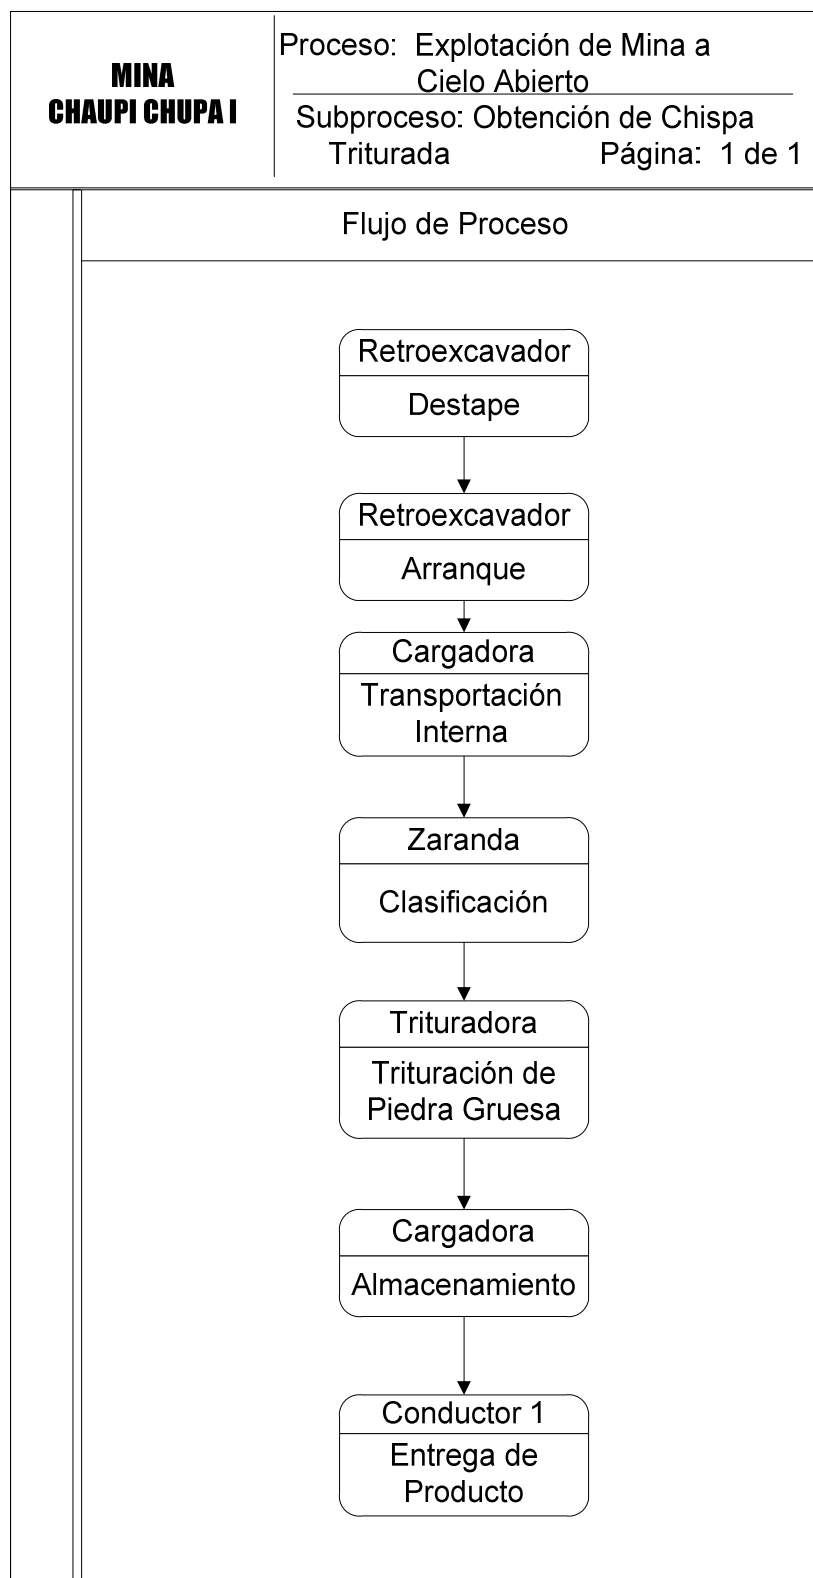 MINA
CHAUPI CHUPA I
Proceso: Explotación de Mina a
Cielo Abierto
Subproceso: Obtención de Chispa
Triturada Página: 1 de 1
Flujo de Proceso
Retroexcavador
Destape
Retroexcavador
Arranque
Cargadora
Transportación
Interna
Zaranda
Clasificación
Trituradora
Trituración de
Piedra Gruesa
Cargadora
Almacenamiento
Conductor 1
Entrega de
Producto